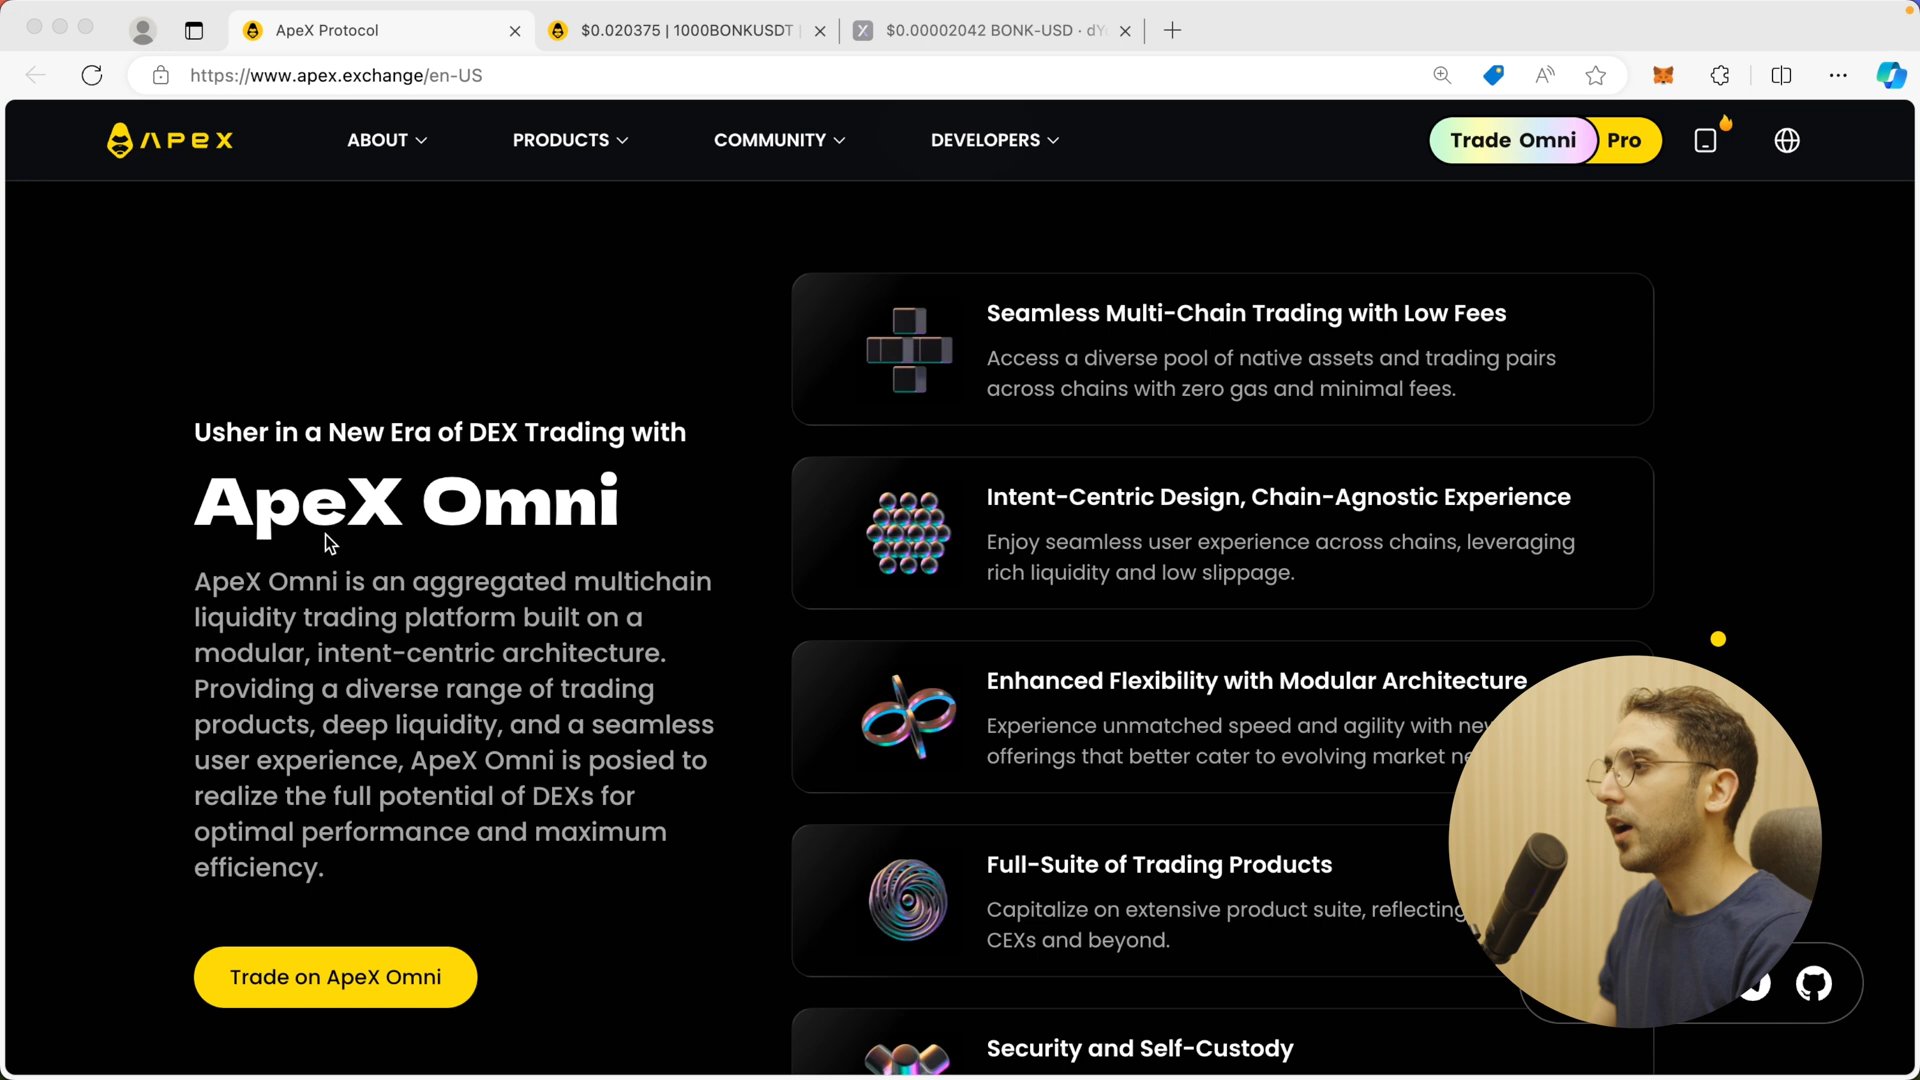 ApeX Protocol
$0.020375 | 1000BONKUSDT |
$0.00002042 BONK-USD · dY
https://www.apex.exchange/en-US
APEX
ABOUT
PRODUCTS
COMMUNITY
DEVELOPERS
Trade Omni
Pro
Usher in a New Era of DEX Trading with
ApeX Omni
ApeX Omni is an aggregated multichain
liquidity trading platform built on a
modular, intent-centric architecture.
Providing a diverse range of trading
products, deep liquidity, and a seamless
user experience, ApeX Omni is posied to
realize the full potential of DEXs for
optimal performance and maximum
efficiency.
Trade on ApeX Omni
Seamless Multi-Chain Trading with Low Fees
Access a diverse pool of native assets and trading pairs
across chains with zero gas and minimal fees.
Intent-Centric Design, Chain-Agnostic Experience
Enjoy seamless user experience across chains, leveraging
rich liquidity and low slippage.
Enhanced Flexibility with Modular Architecture
Experience unmatched speed and agility with
offerings that better cater to evolving market
Full-Suite of Trading Products
Capitalize on extensive product suite, reflecting
CEXs and beyond.
Security and Self-Custody